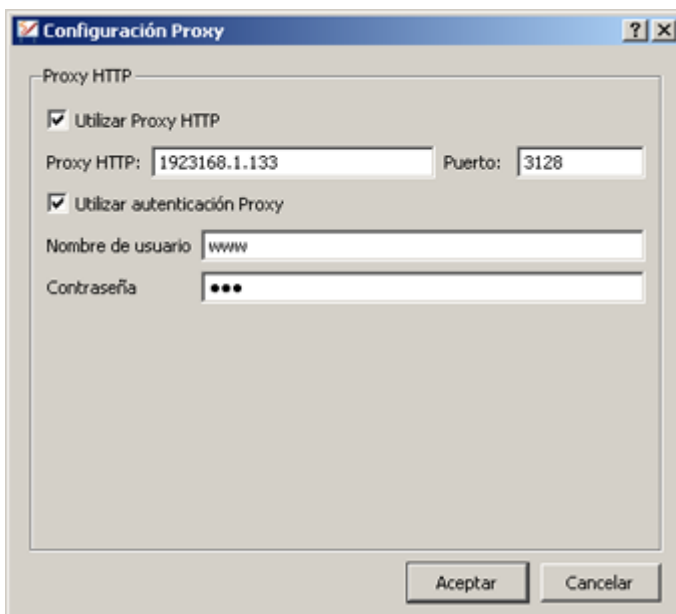 Configuración Proxy
Proxy HTTP
Utilizar Proxy HTTP
Proxy HTTP: 1923168.1.133 Puerto: 3128
Utilizar autenticación Proxy
Nombre de usuario www
Contraseña ●●●
Aceptar Cancelar